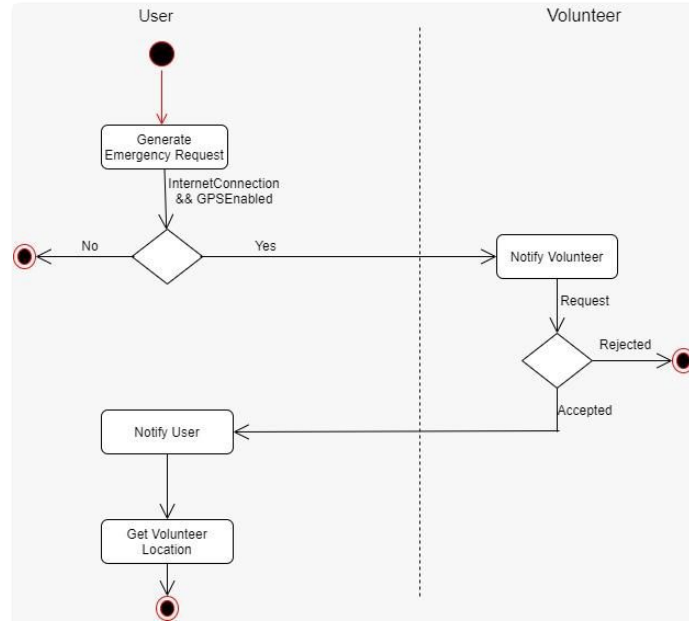 User
Volunteer
Generate
Emergency Request
InternetConnection
&& GPSEnabled
No
Yes
Notify Volunteer
Request
Rejected
Accepted
Notify User
Get Volunteer
Location